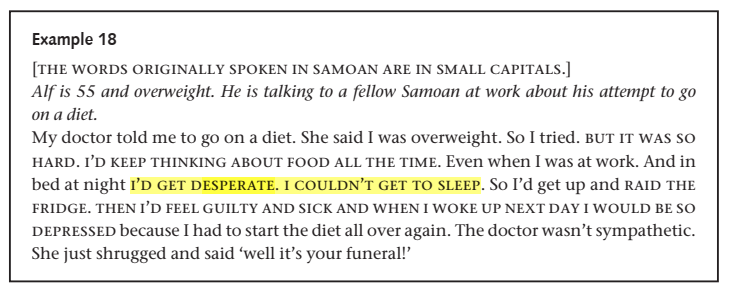 Example 18
[THE WORDS ORIGINALLY SPOKEN IN SAMOAN ARE IN SMALL CAPITALS.]
Alf is 55 and overweight. He is talking to a fellow Samoan at work about his attempt to go
on a diet.
My doctor told me to go on a diet. She said I was overweight. So I tried. BUT IT WAS SO
HARD. I'D KEEP THINKING ABOUT FOOD ALL THE TIME. Even when I was at work. And in
bed at night I'D GET DESPERATE. I COULDN'T GET TO SLEEP. So I'd get up and RAID THE
FRIDGE. THEN I'D FEEL GUILTY AND SICK AND WHEN I WOKE UP NEXT DAY I WOULD BE SO
DEPRESSED because I had to start the diet all over again. The doctor wasn't sympathetic.
She just shrugged and said 'well it's your funeral!'